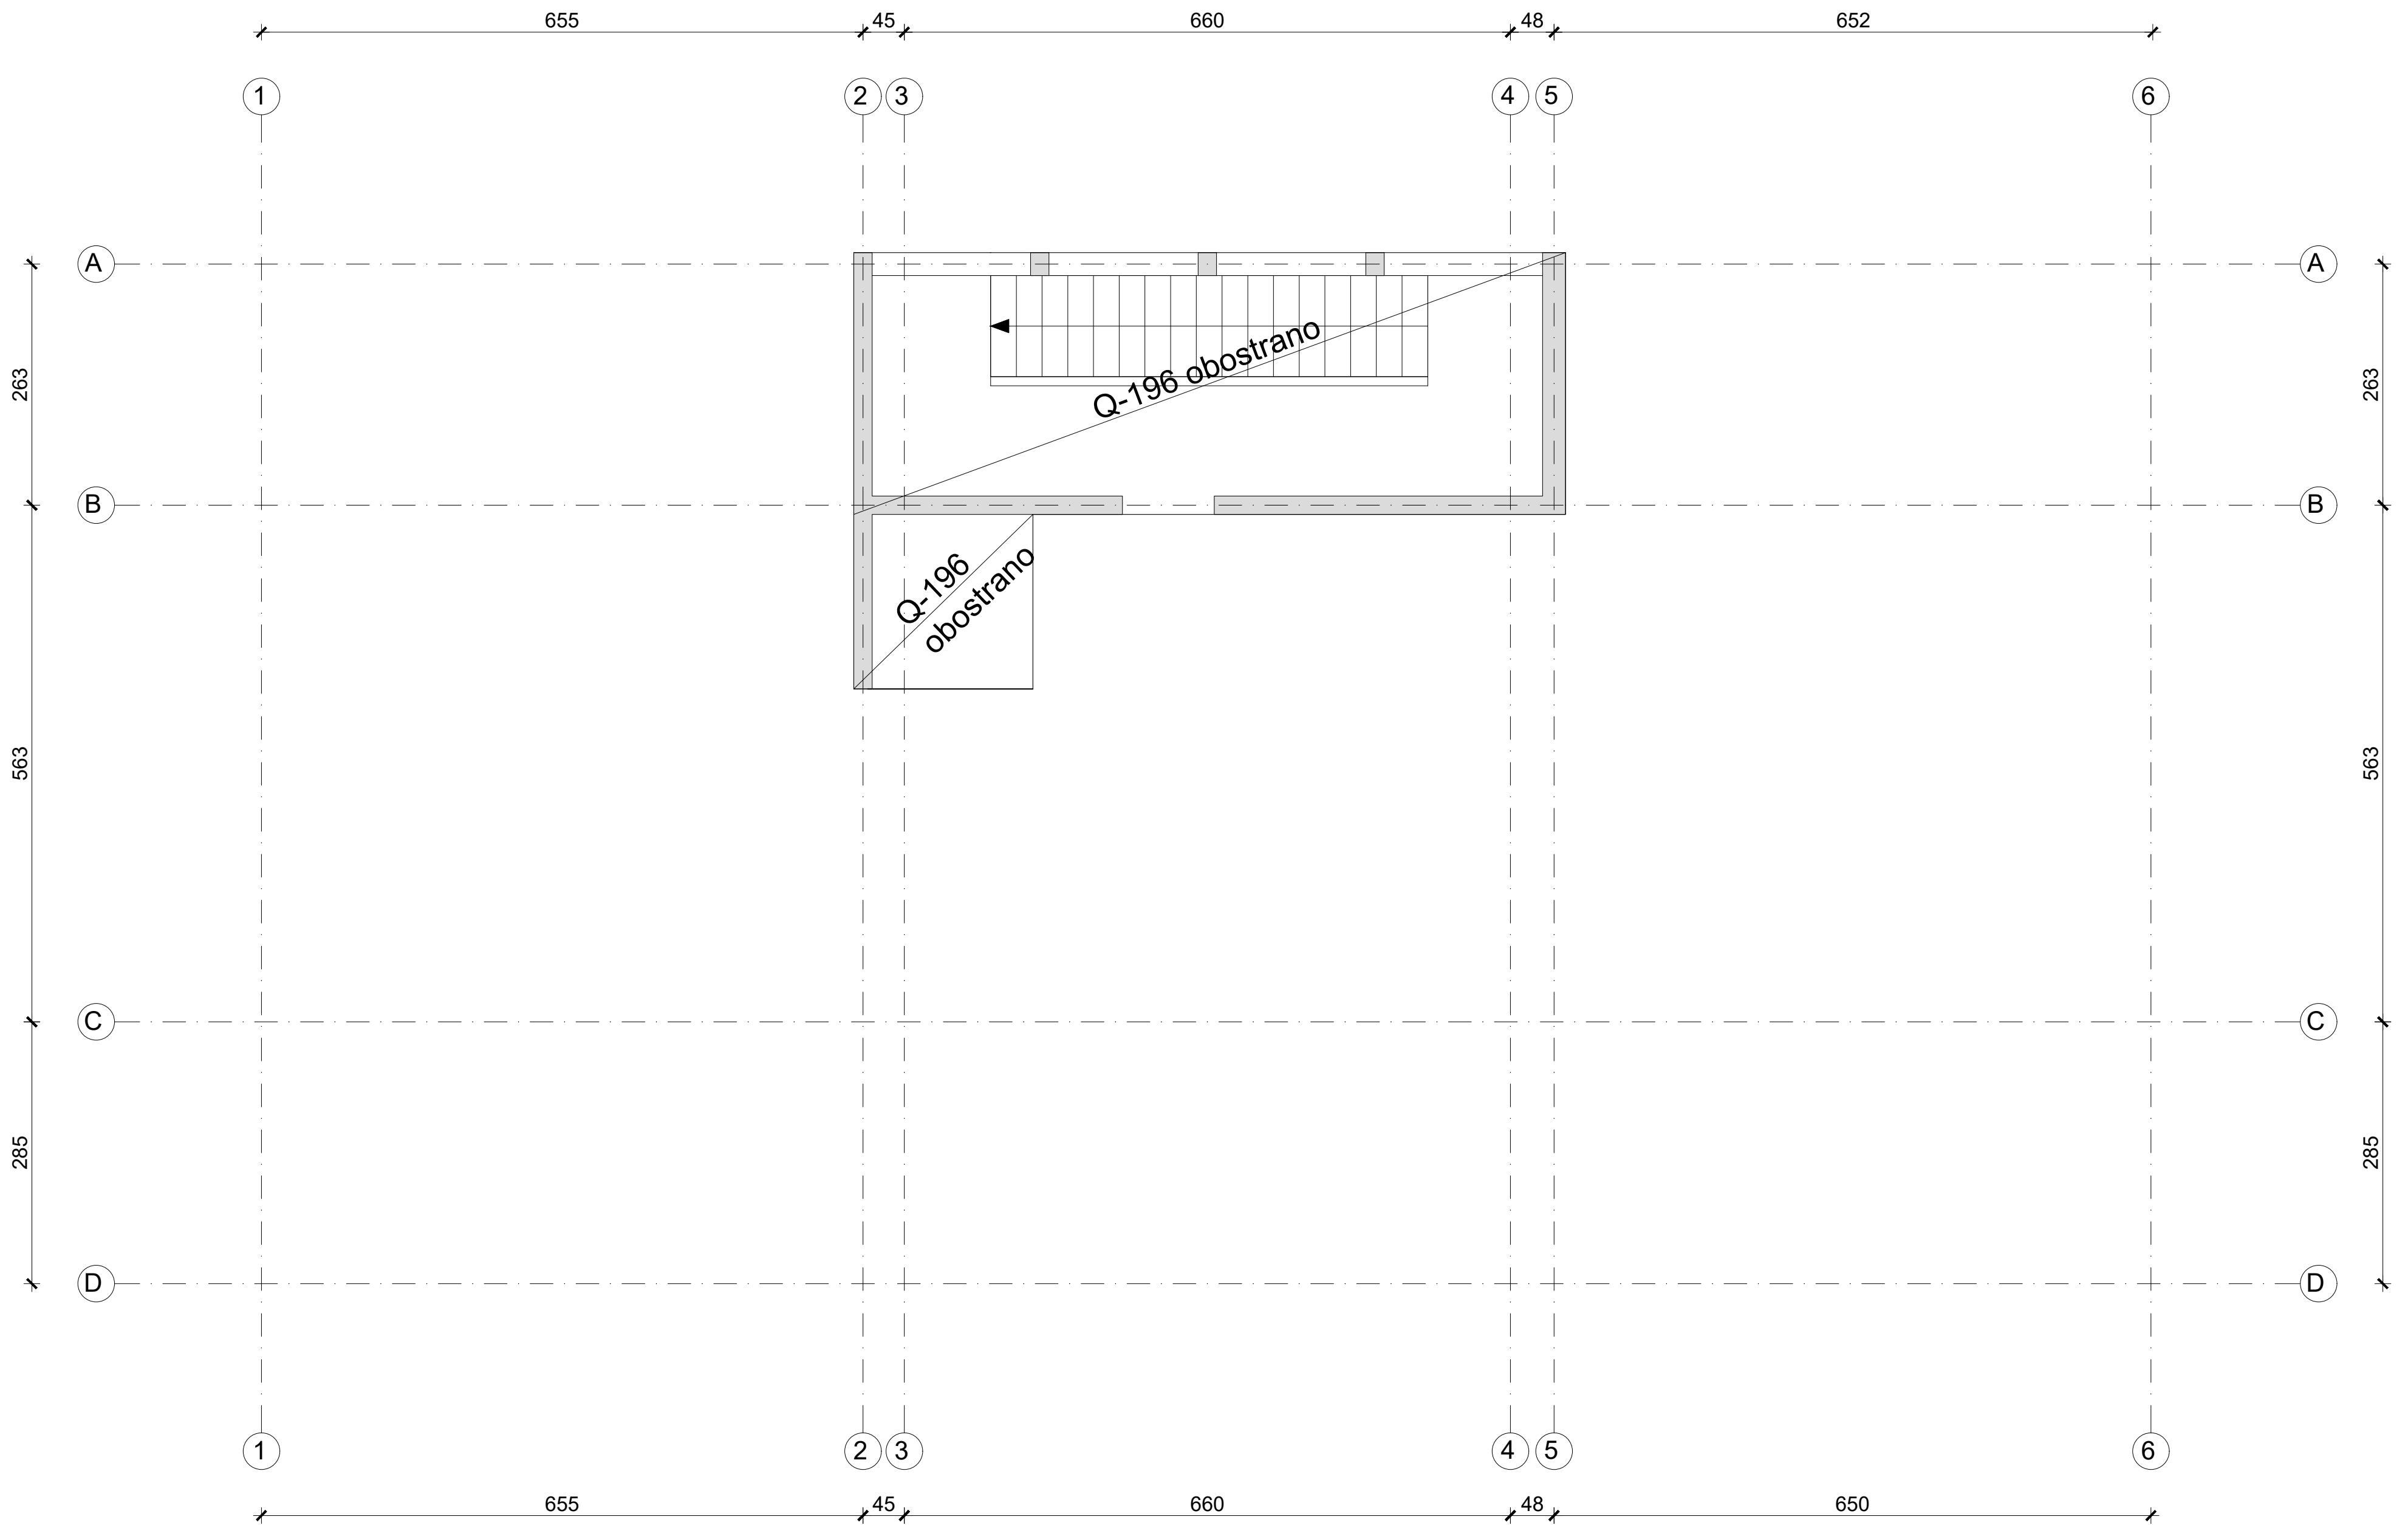 655 45 660 48 652
1 2 3 4 5 6
A A
263 263
Q-196 obostrano
B B
Q-196
obostrano
563 563
C C
285 285
D D
1 2 3 4 5 6
655 45 660 48 650